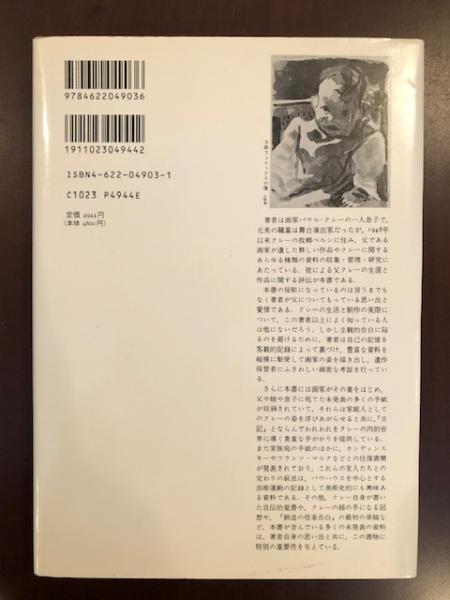 9784622049036
1911023049442
ISBN4-622-04903-1
C1023 P4944E
定価 4944円
(本体 4800円)
著者は画家パウル・クレーの一人息子で、
元来の職業は舞台演出家だったが、1948年
以来クレーの故郷ベルンに住み、父である
画家が遺した夥しい作品やクレーに関する
あらゆる種類の資料の収集・管理・研究に
あたっている。彼による父クレーの生涯と
作品に関する評伝が本書である。
本書の母胎になっているのは言うまでも
なく著者が父についてもっている思い出と
愛情である。クレーの生活と制作の実際に
ついて、この著者以上によく知っている人
は他にないだろう。しかし主観的告白に陥
るのを避けるために、著者は自己の記憶を
客観的記録によって裏づけ、豊富な資料を
縦横に駆使して画家の姿を描き出し、遺作
保管者にふさわしい綿密な考証を行ってい
る。
さらに本書には画家がその妻をはじめ、
父や姉や息子に宛てた未発表の多くの手紙
が収録されていて、それらは家庭人として
のクレーの姿を浮びあがらせると共に、『日
記』とならんでわれわれをクレーの内的世
界に導く貴重な手がかりを提供している。
また家族宛の手紙のほかに、カンディンス
キーやフランツ・マルクなどとの往復書簡
が発表されており、これらの友人たちとの
交わりの叙述は、バウハウスを中心とする
芸術運動の記録として美術史的にも興味あ
る資料である。その他、クレー自身が書い
た自伝的覚書や、クレーの姉の手になる回
想や、『創造の信条告白』の最初の草稿な
ど、本書が含んでいる多くの未発表の資料
は、著者自身の思い出と共に、この書物に
特別の重要性を与えている。